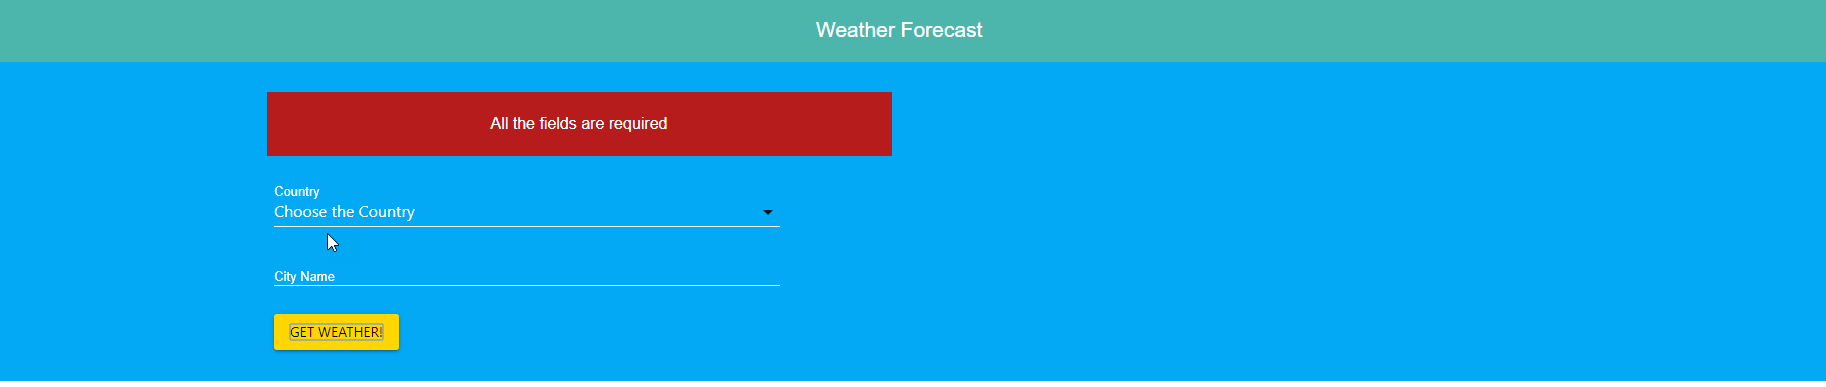 Weather Forecast
All the fields are required
Country
Choose the Country
City Name
GET WEATHER!